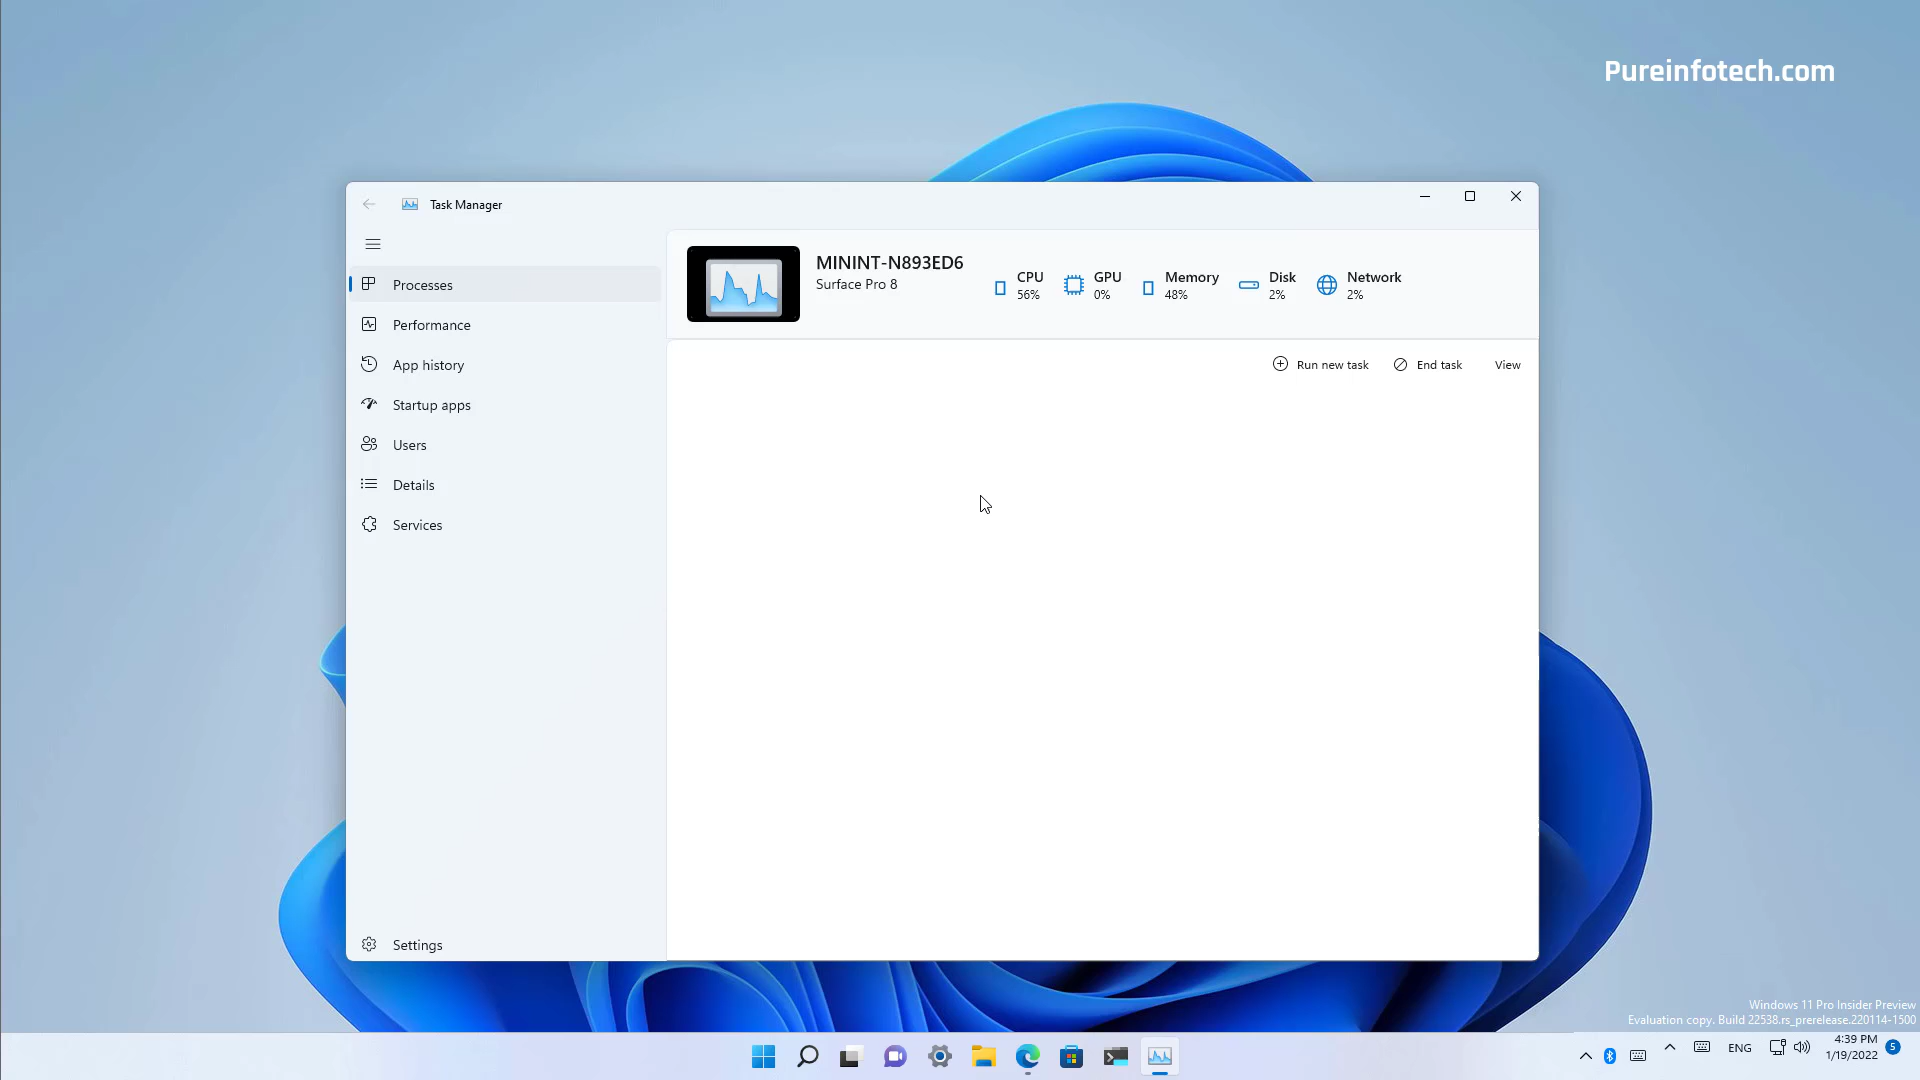 Pureinfotech.com
Task Manager
MININT-N893ED6
Surface Pro 8
CPU
56%
GPU
0%
Memory
48%
Disk
2%
Network
2%
Processes
Performance
App history
Startup apps
Users
Details
Services
Settings
Run new task
End task
View
Windows 11 Pro Insider Preview
Evaluation copy. Build 22538.rs_prerelease.220114-1500
ENG
4:39 PM
1/19/2022
5